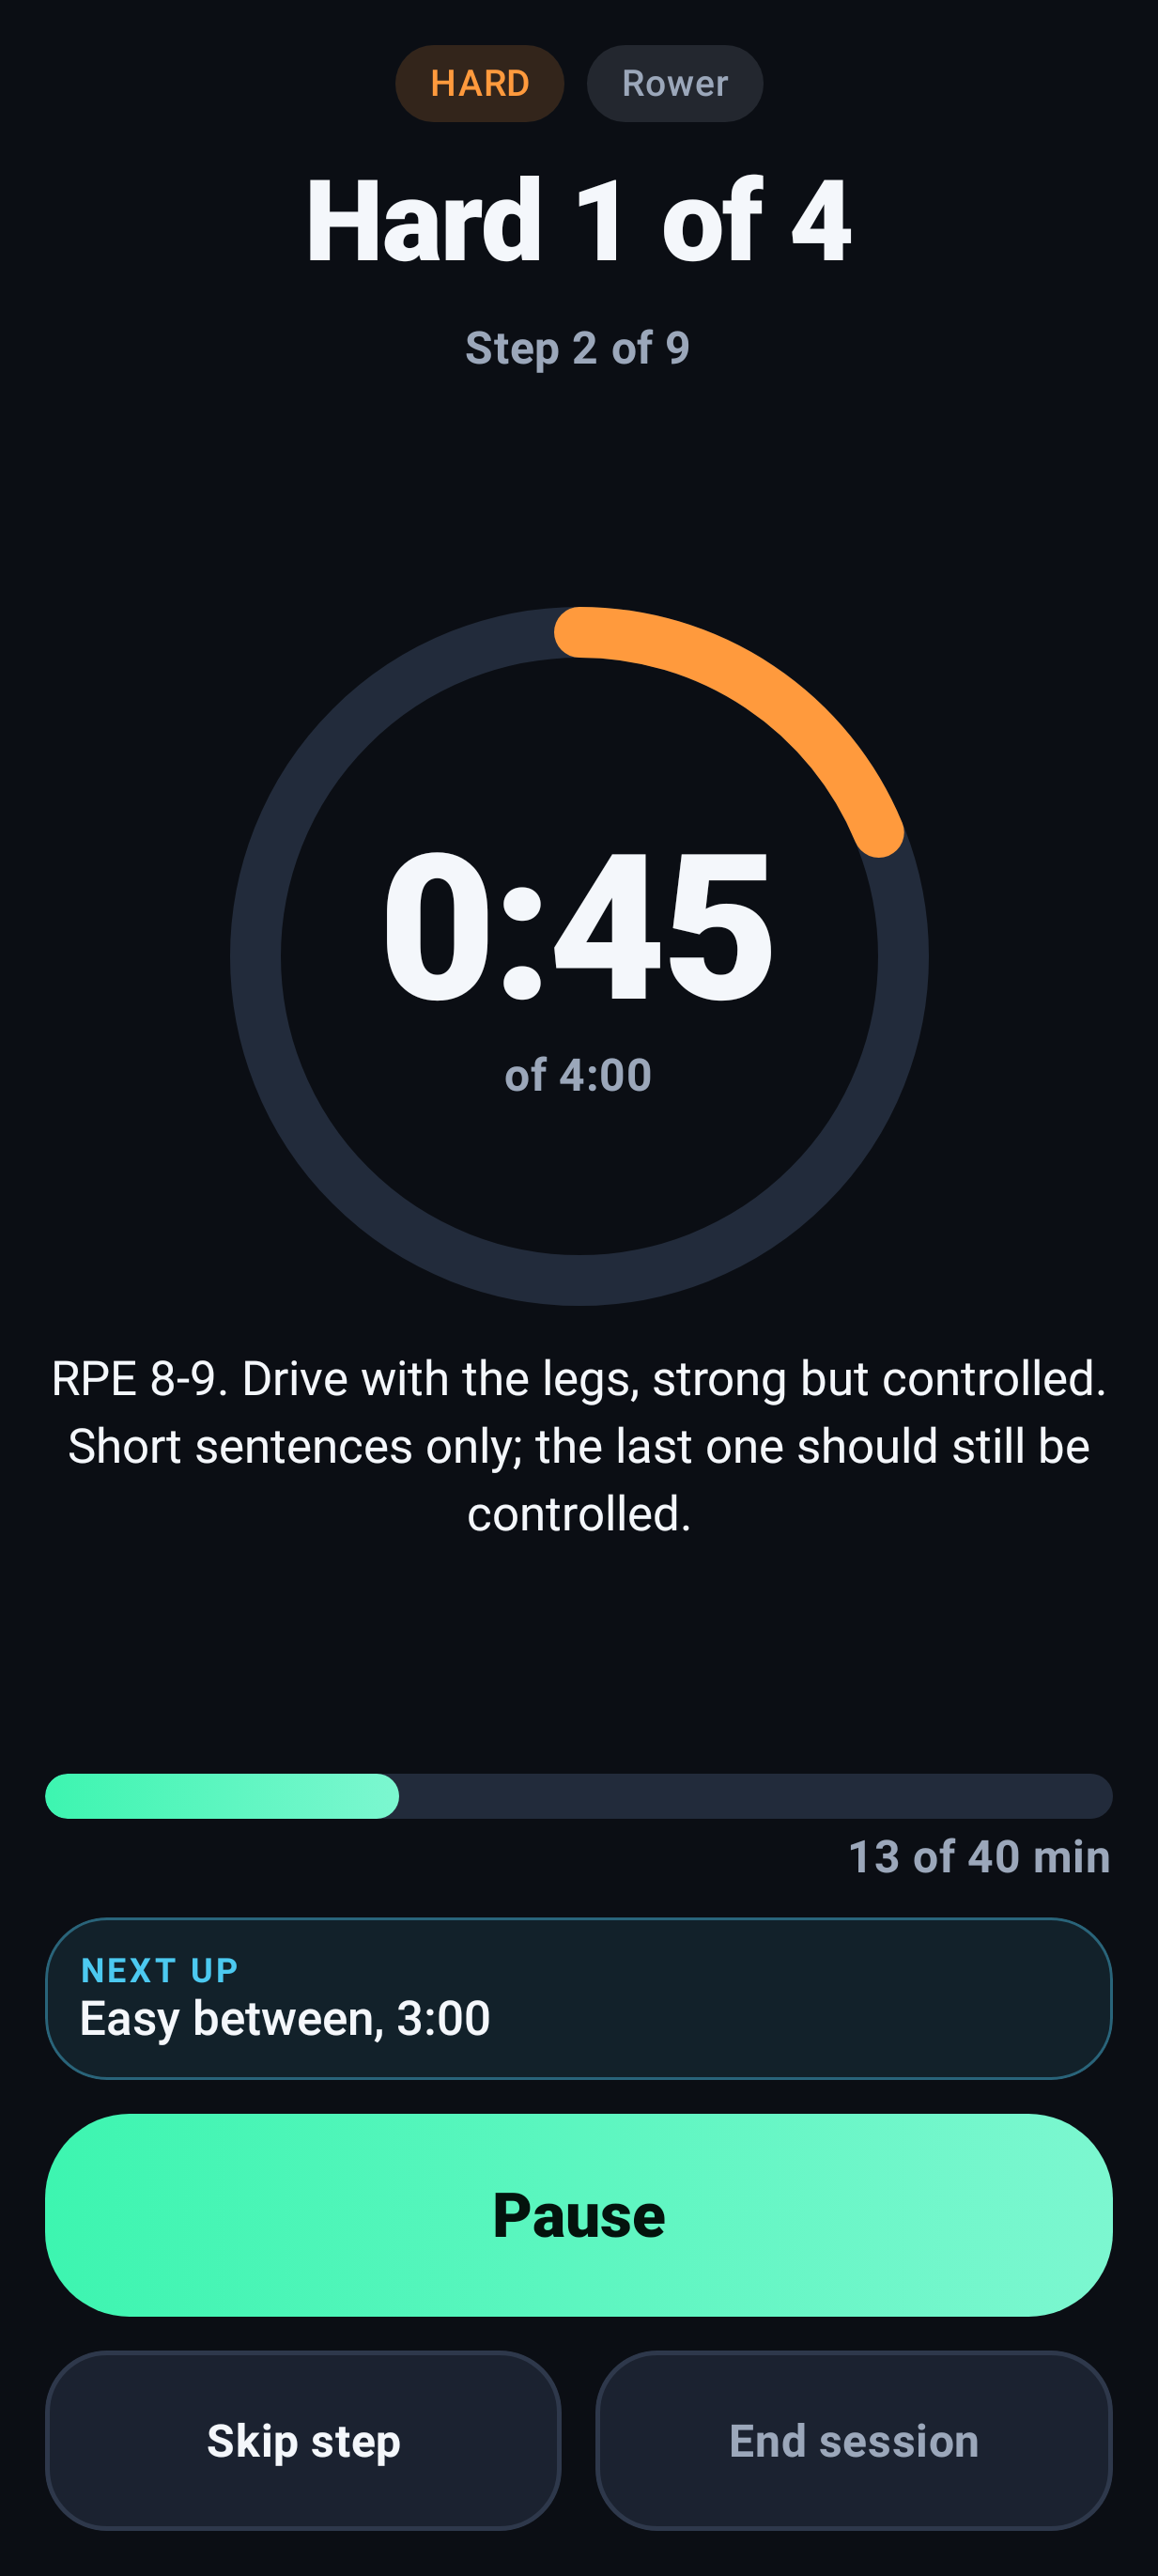 HARD
Rower
Hard 1 of 4
Step 2 of 9
0:45
of 4:00
RPE 8-9. Drive with the legs, strong but controlled.
Short sentences only; the last one should still be
controlled.
13 of 40 min
NEXT UP
Easy between, 3:00
Pause
Skip step
End session